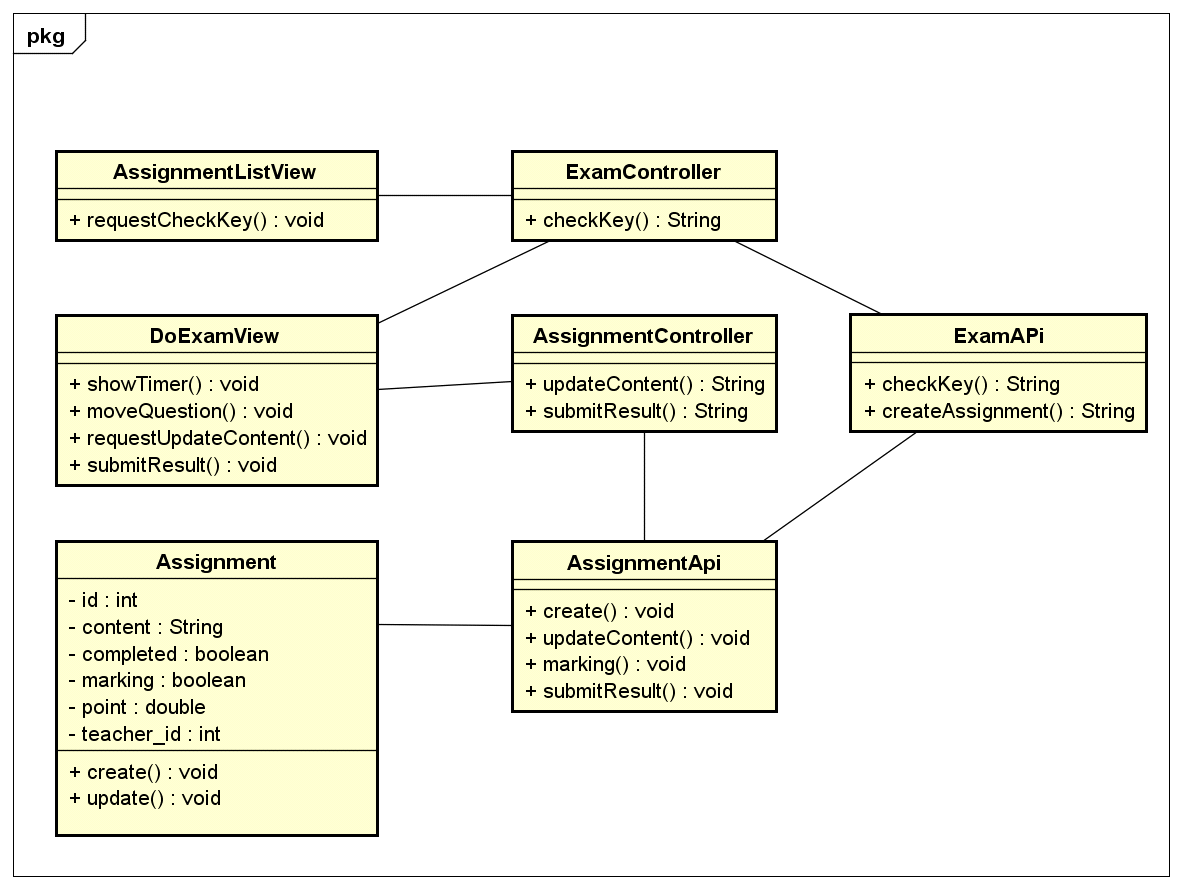 pkg
AssignmentListView
+ requestCheckKey() : void
ExamController
+ checkKey() : String
DoExamView
+ showTimer() : void
+ moveQuestion() : void
+ requestUpdateContent() : void
+ submitResult() : void
AssignmentController
+ updateContent() : String
+ submitResult() : String
ExamAPi
+ checkKey() : String
+ createAssignment() : String
Assignment
- id : int
- content : String
- completed : boolean
- marking : boolean
- point : double
- teacher_id : int
+ create() : void
+ update() : void
AssignmentApi
+ create() : void
+ updateContent() : void
+ marking() : void
+ submitResult() : void